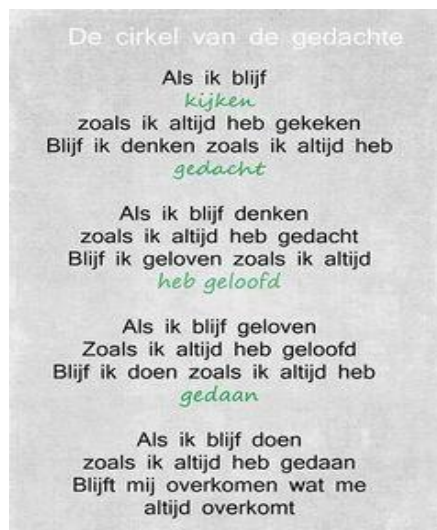 De cirkel van de gedachte
Als ik blijf
kijken
zoals ik altijd heb gekeken
Blijf ik denken zoals ik altijd heb
gedacht
Als ik blijf denken
zoals ik altijd heb gedacht
Blijf ik geloven zoals ik altijd
heb geloofd
Als ik blijf geloven
Zoals ik altijd heb geloofd
Blijf ik doen zoals ik altijd heb
gedaan
Als ik blijf doen
zoals ik altijd heb gedaan
Blijft mij overkomen wat me
altijd overkomt